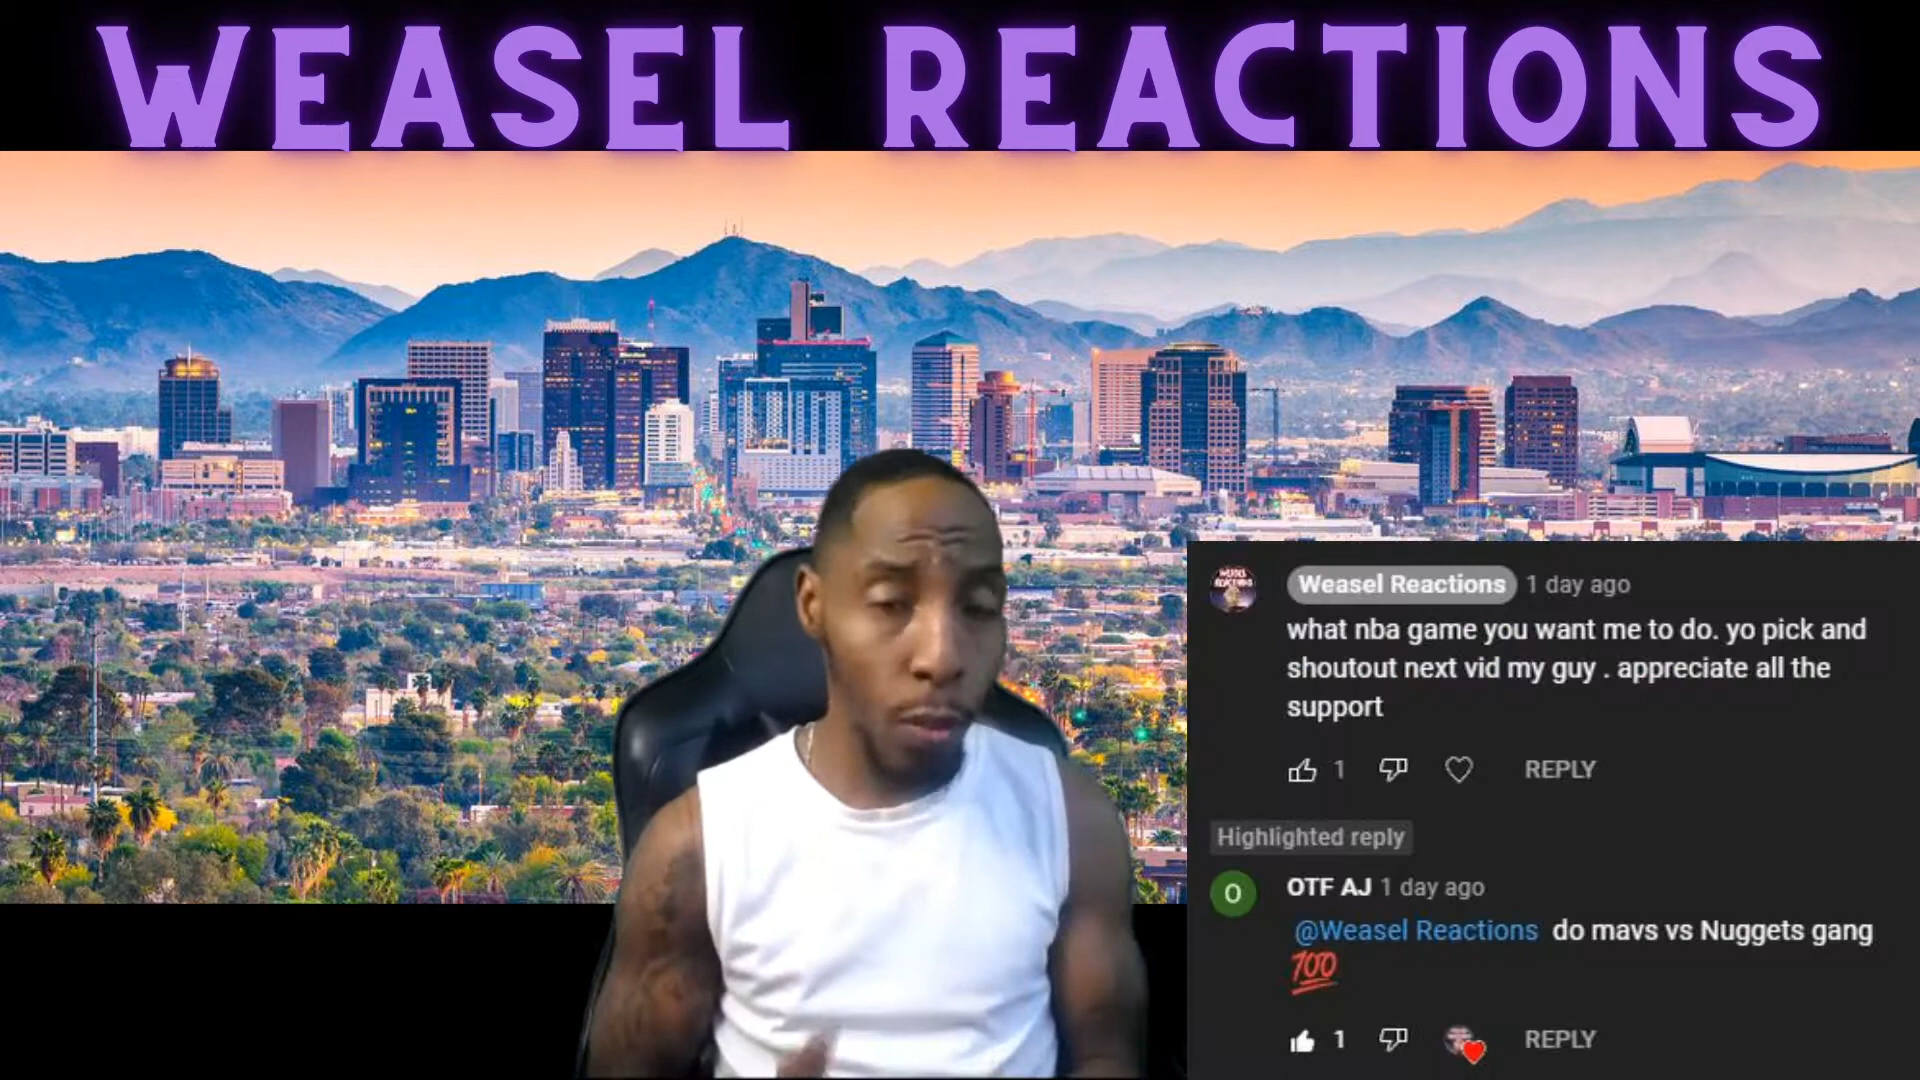 WEASEL REACTIONS
Weasel Reactions 1 day ago
what nba game you want me to do. yo pick and
shoutout next vid my guy . appreciate all the
support
1 REPLY
Highlighted reply
O OTF AJ 1 day ago
@Weasel Reactions do mavs vs Nuggets gang
💯
1 REPLY